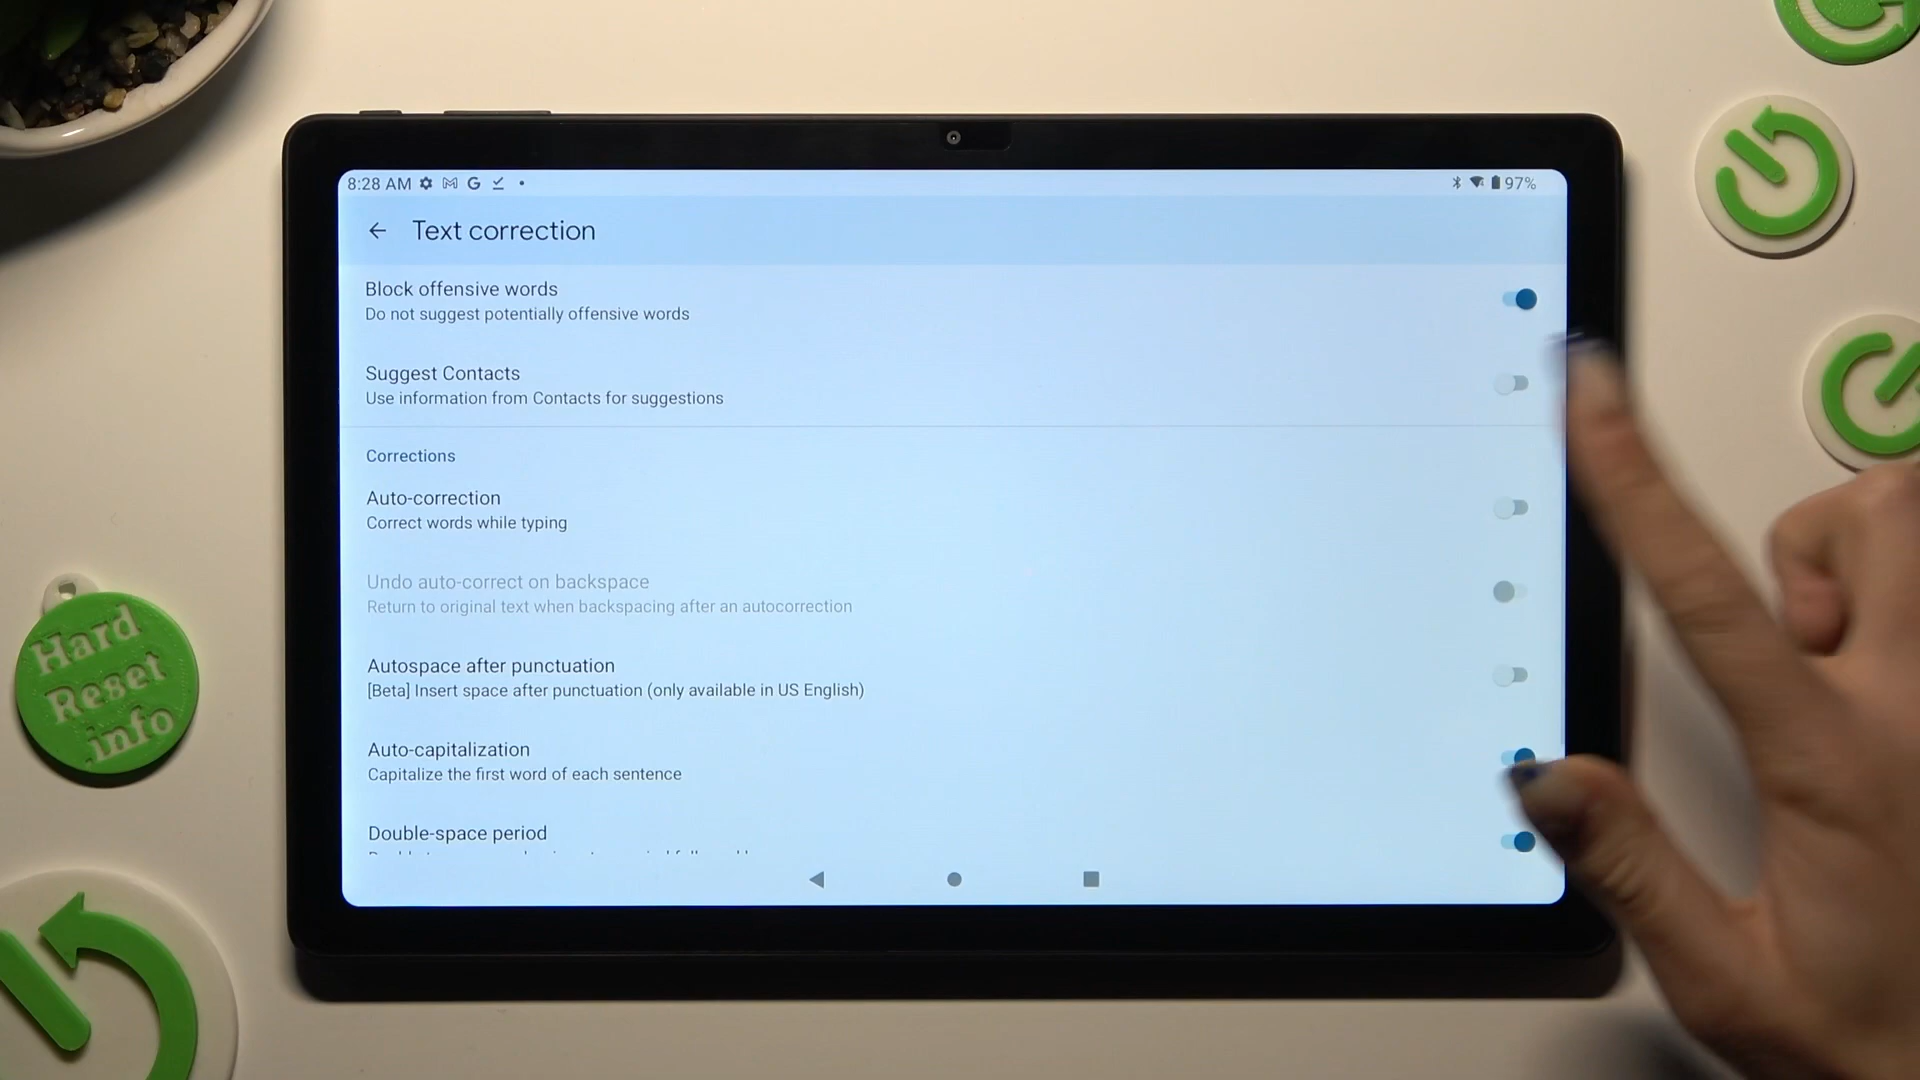 8:28 AM
97%
Text correction
Block offensive words
Do not suggest potentially offensive words
Suggest Contacts
Use information from Contacts for suggestions
Corrections
Auto-correction
Correct words while typing
Undo auto-correct on backspace
Return to original text when backspacing after an autocorrection
Autospace after punctuation
[Beta] Insert space after punctuation (only available in US English)
Auto-capitalization
Capitalize the first word of each sentence
Double-space period
Hard
Reset
.info